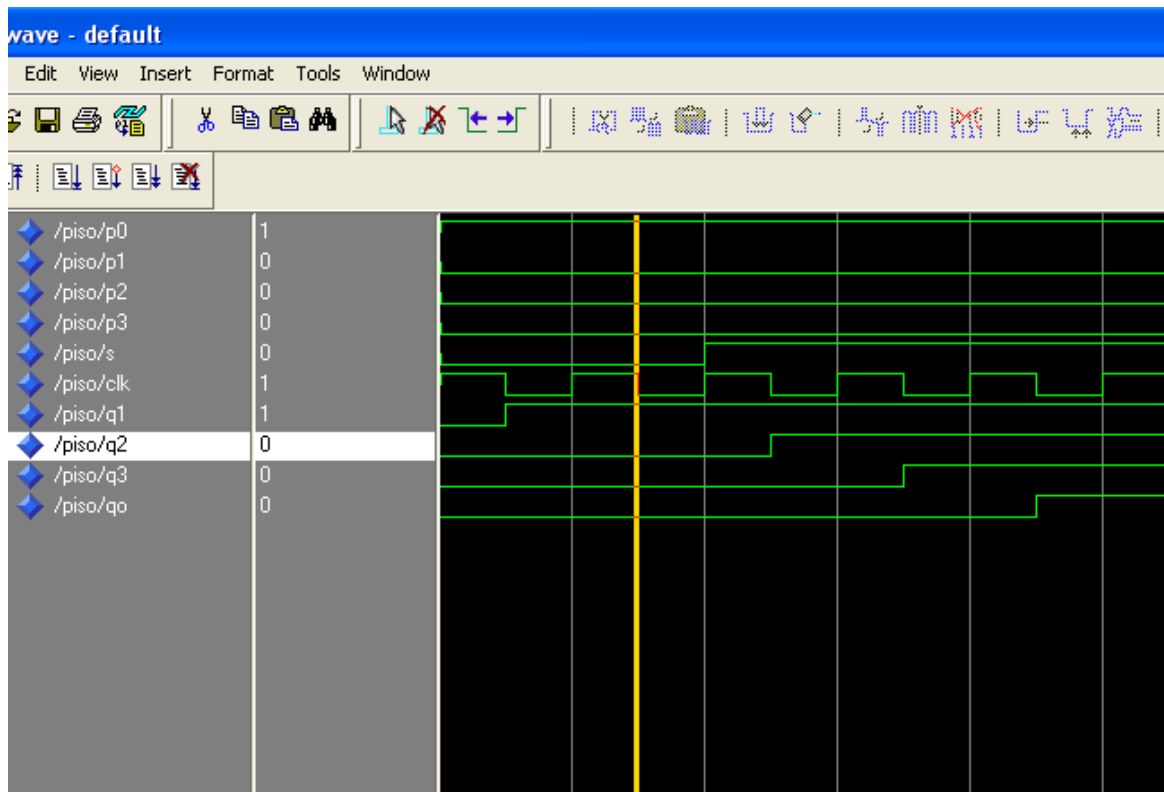 wave - default
Edit View Insert Format Tools Window
/piso/p0 1
/piso/p1 0
/piso/p2 0
/piso/p3 0
/piso/s 0
/piso/clk 1
/piso/q1 1
/piso/q2 0
/piso/q3 0
/piso/qo 0